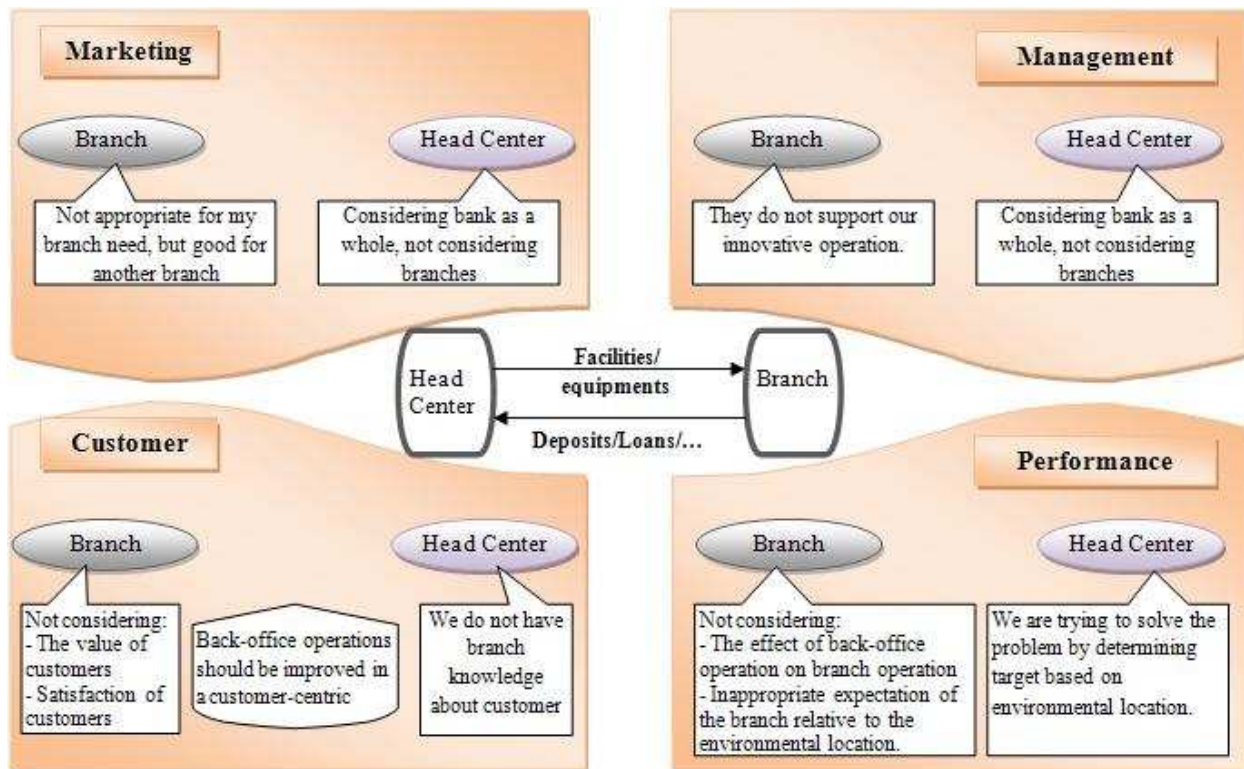 Marketing
Branch
Head Center
Not appropriate for my
branch need, but good for
another branch
Considering bank as a
whole, not considering
branches
Management
Branch
Head Center
They do not support our
innovative operation.
Considering bank as a
whole, not considering
branches
Head
Center
Facilities/
equipments
Deposits/Loans/...
Branch
Customer
Branch
Head Center
Not considering:
- The value of
customers
- Satisfaction of
customers
Back-office operations
should be improved in
a customer-centric
We do not have
branch
knowledge
about customer
Performance
Branch
Head Center
Not considering:
- The effect of back-office
operation on branch operation
- Inappropriate expectation of
the branch relative to the
environmental location.
We are trying to solve the
problem by determining
target based on
environmental location.